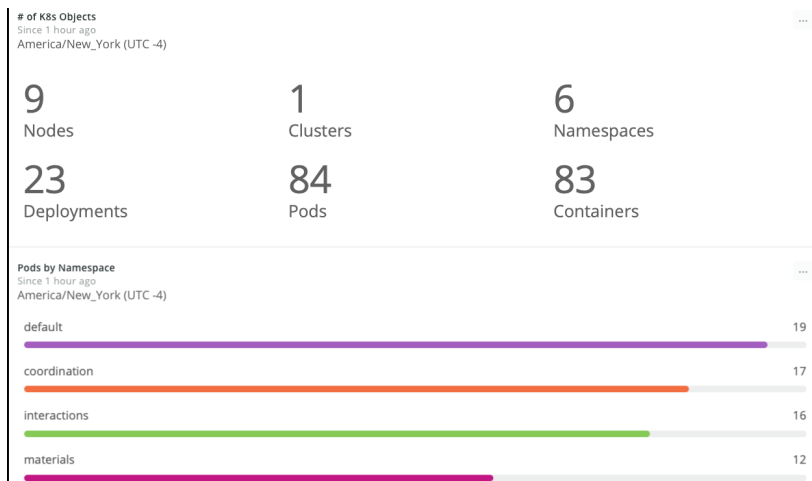 # of K8s Objects
Since 1 hour ago
America/New_York (UTC -4)
9 1 6
Nodes Clusters Namespaces
23 84 83
Deployments Pods Containers
Pods by Namespace
Since 1 hour ago
America/New_York (UTC -4)
default 19
coordination 17
interactions 16
materials 12